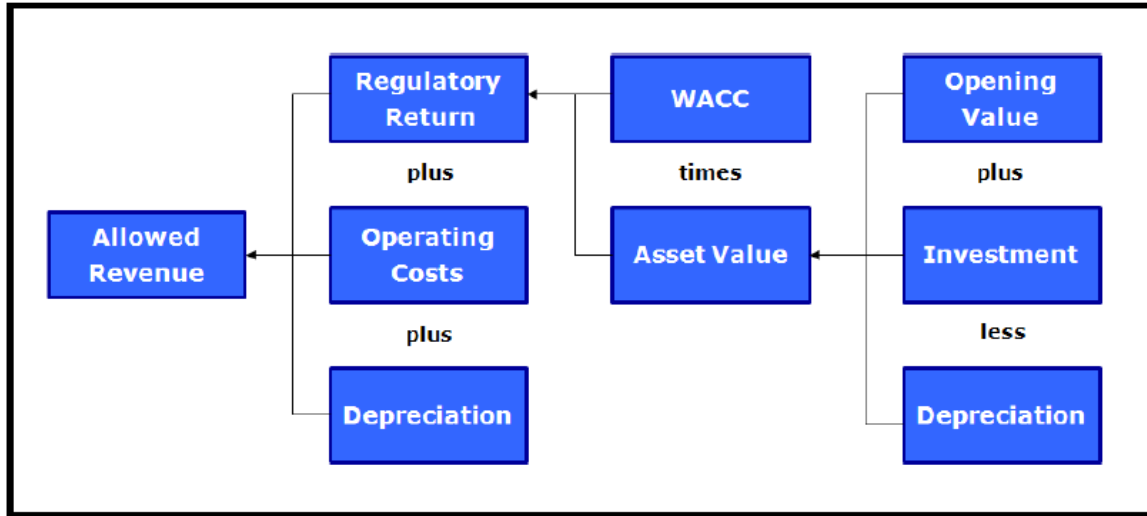 Regulatory
Return
WACC
Opening
Value
plus
times
plus
Allowed
Revenue
Operating
Costs
Asset Value
Investment
plus
less
Depreciation
Depreciation